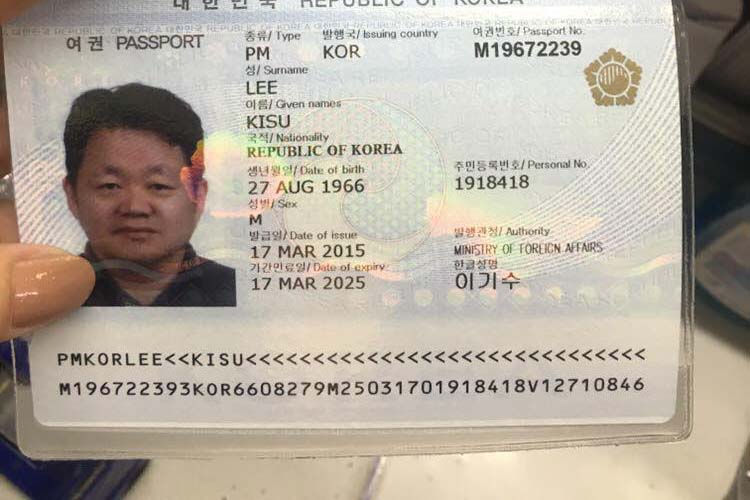 대한민국 REPUBLIC OF KOREA
여권 PASSPORT
종류/ Type 발행국/ Issuing country 여권번호/ Passport No.
PM KOR M19672239
성/ Surname
LEE
이름/ Given names
KISU
국적/ Nationality
REPUBLIC OF KOREA
생년월일/ Date of birth 주민등록번호/ Personal No.
27 AUG 1966 1918418
성별/ Sex
M
발급일/ Date of issue 발행관청/ Authority
17 MAR 2015 MINISTRY OF FOREIGN AFFAIRS
기간만료일/ Date of expiry 한글성명
17 MAR 2025 이기수
PMKORLEE<<KISU<<<<<<<<<<<<<<<<<<<<<<<<<<<<<<
M196722393KOR6608279M25031701918418V12710846